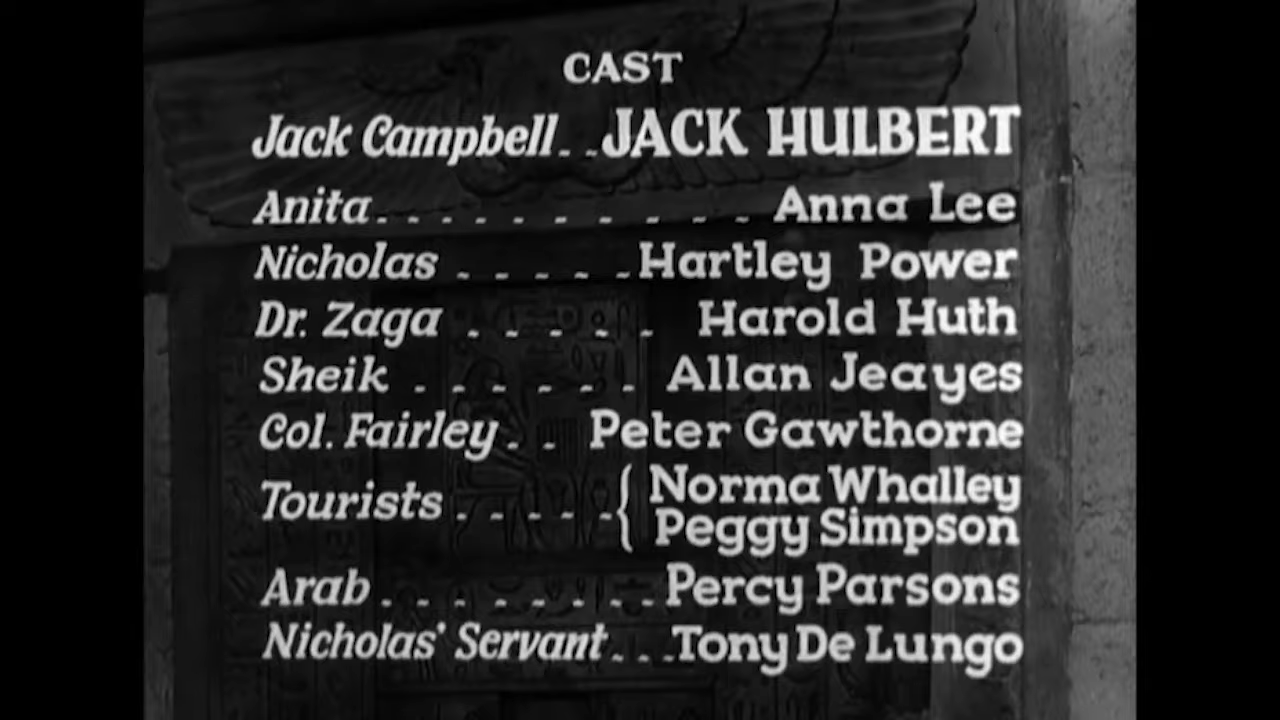 CAST
Jack Campbell . . JACK HULBERT
Anita . . . . . . . . . . Anna Lee
Nicholas . . . . . Hartley Power
Dr. Zaga . . . . . Harold Huth
Sheik . . . . . . Allan Jeayes
Col. Fairley . . Peter Gawthorne
Tourists . . . . . { Norma Whalley
Peggy Simpson
Arab . . . . . . . . Percy Parsons
Nicholas' Servant . . . Tony De Lungo